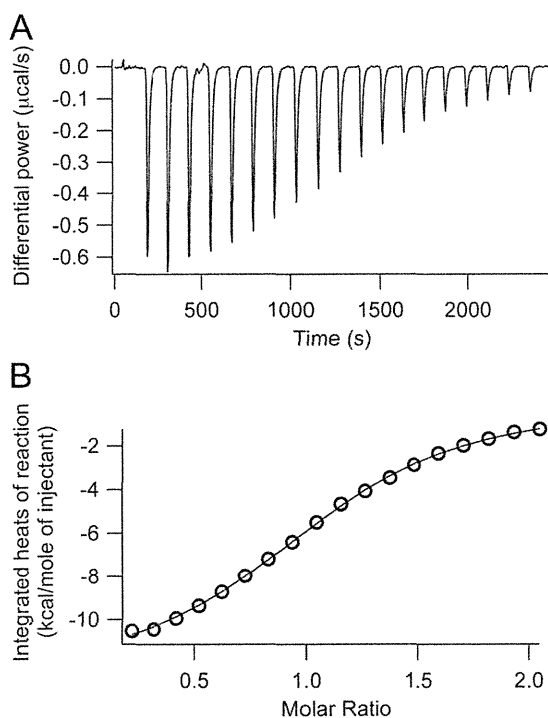 A
Differential power (μcal/s)
0.0
-0.1
-0.2
-0.3
-0.4
-0.5
-0.6
0 500 1000 1500 2000
Time (s)
B
Integrated heats of reaction
(kcal/mole of injectant)
-2
-4
-6
-8
-10
0.5 1.0 1.5 2.0
Molar Ratio